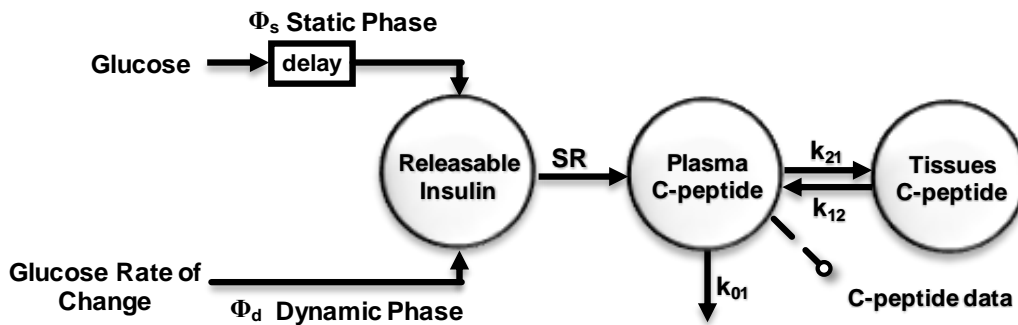 Φs Static Phase
Glucose
delay
Releasable
Insulin
SR
Plasma
C-peptide
k21
k12
Tissues
C-peptide
k01
C-peptide data
Glucose Rate of
Change
Φd Dynamic Phase